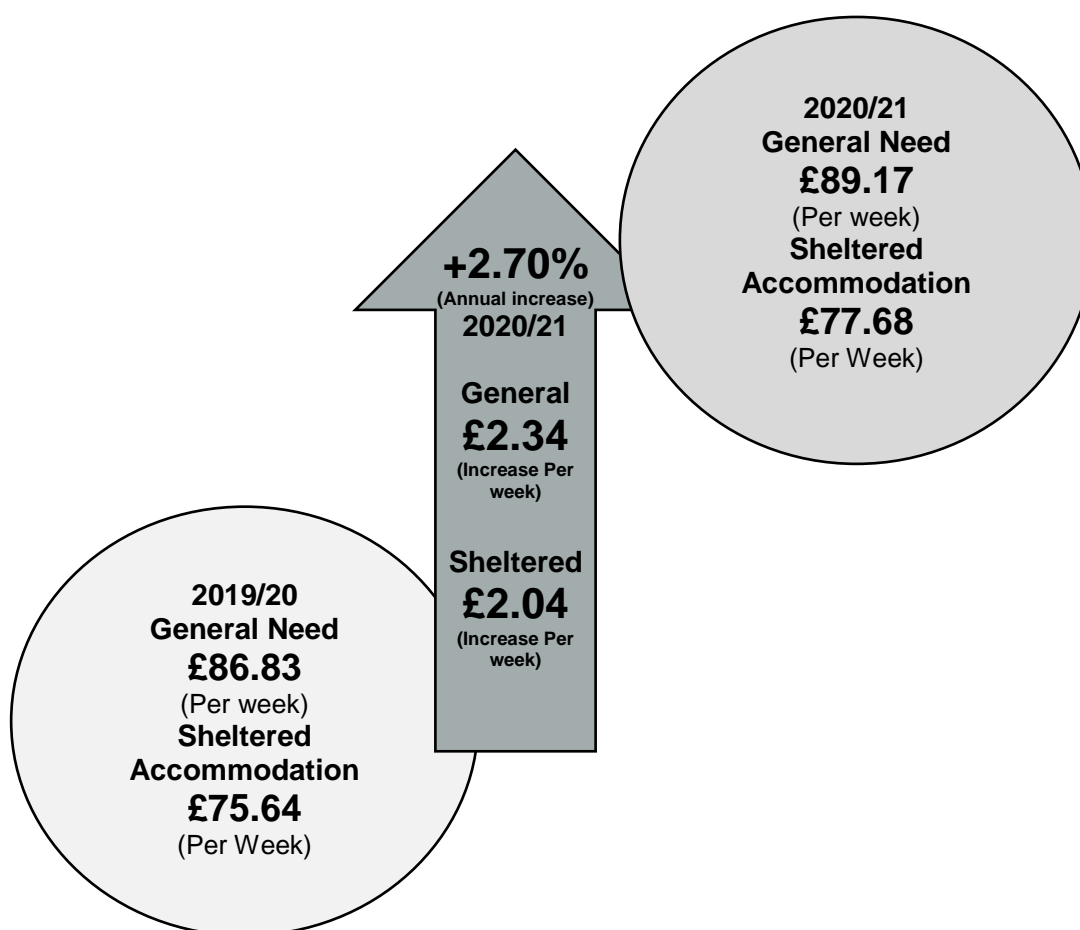 2020/21
General Need
£89.17
(Per week)
Sheltered
Accommodation
£77.68
(Per Week)
+2.70%
(Annual increase)
2020/21
General
£2.34
(Increase Per
week)
Sheltered
£2.04
(Increase Per
week)
2019/20
General Need
£86.83
(Per week)
Sheltered
Accommodation
£75.64
(Per Week)